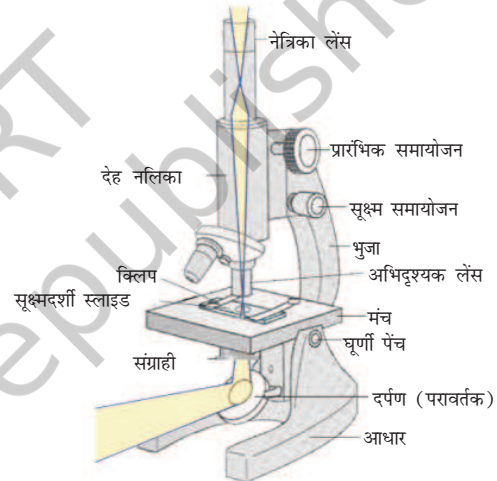 नेत्रिका लेंस
प्रारंभिक समायोजन
देह नलिका
सूक्ष्म समायोजन
भुजा
क्लिप
अभिदृश्यक लेंस
सूक्ष्मदर्शी स्लाइड
मंच
घूर्णी पेंच
संग्राही
दर्पण (परावर्तक)
आधार